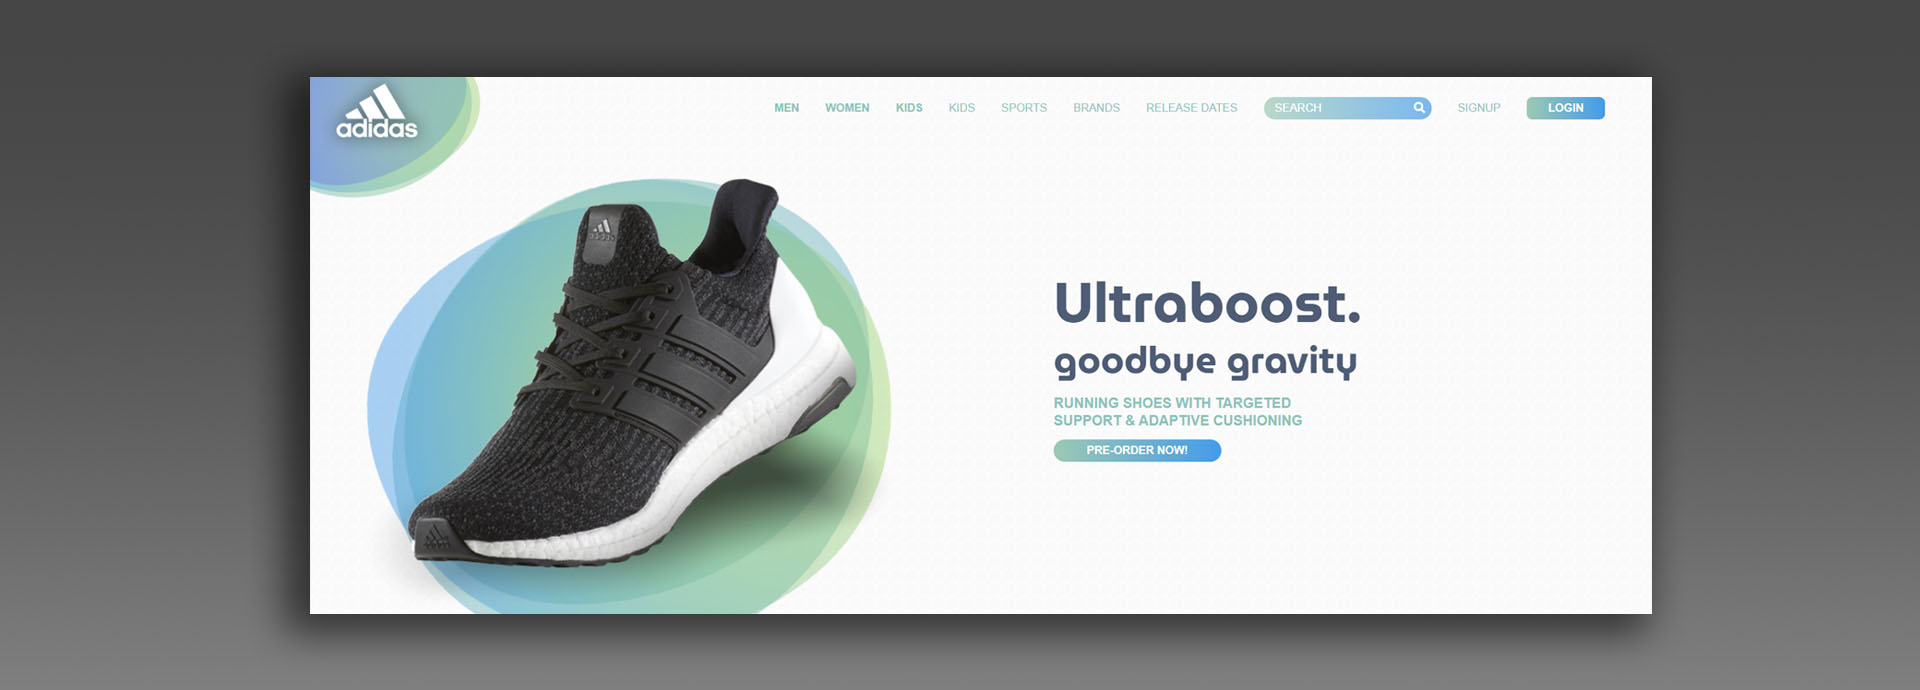 adidas
MEN WOMEN KIDS KIDS SPORTS BRANDS RELEASE DATES SEARCH SIGNUP LOGIN
Ultraboost.
goodbye gravity
RUNNING SHOES WITH TARGETED
SUPPORT & ADAPTIVE CUSHIONING
PRE-ORDER NOW!